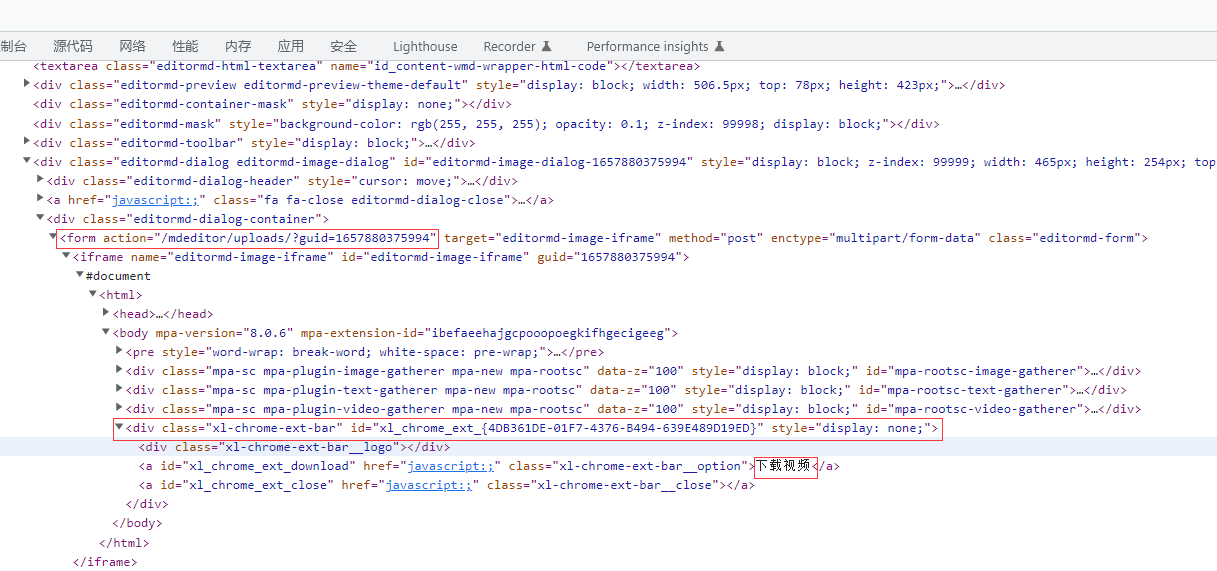 制台 源代码 网络 性能 内存 应用 安全 Lighthouse Recorder Performance insights
<textarea class="editormd-html-textarea" name="id_content-wmd-wrapper-html-code"></textarea>
<div class="editormd-preview editormd-preview-theme-default" style="display: block; width: 506.5px; top: 78px; height: 423px;">…</div>
<div class="editormd-container-mask" style="display: none;"></div>
<div class="editormd-mask" style="background-color: rgb(255, 255, 255); opacity: 0.1; z-index: 99998; display: block;"></div>
<div class="editormd-toolbar" style="display: block;">…</div>
<div class="editormd-dialog editormd-image-dialog" id="editormd-image-dialog-1657880375994" style="display: block; z-index: 99999; width: 465px; height: 254px; top
<div class="editormd-dialog-header" style="cursor: move;">…</div>
<a href="javascript:;" class="fa fa-close editormd-dialog-close">…</a>
<div class="editormd-dialog-container">
<form action="/mdeditor/uploads/?guid=1657880375994" target="editormd-image-iframe" method="post" enctype="multipart/form-data" class="editormd-form">
<iframe name="editormd-image-iframe" id="editormd-image-iframe" guid="1657880375994">
#document
<html>
<head>…</head>
<body mpa-version="8.0.6" mpa-extension-id="ibefaeehajgcpooopoegkifhgecigeeg">
<pre style="word-wrap: break-word; white-space: pre-wrap;">…</pre>
<div class="mpa-sc mpa-plugin-image-gatherer mpa-new mpa-rootsc" data-z="100" style="display: block;" id="mpa-rootsc-image-gatherer">…</div>
<div class="mpa-sc mpa-plugin-text-gatherer mpa-new mpa-rootsc" data-z="100" style="display: block;" id="mpa-rootsc-text-gatherer">…</div>
<div class="mpa-sc mpa-plugin-video-gatherer mpa-new mpa-rootsc" data-z="100" style="display: block;" id="mpa-rootsc-video-gatherer">…</div>
<div class="xl-chrome-ext-bar" id="xl_chrome_ext_{4DB361DE-01F7-4376-B494-639E489D19ED}" style="display: none;">
<div class="xl-chrome-ext-bar__logo"></div>
<a id="xl_chrome_ext_download" href="javascript:;" class="xl-chrome-ext-bar__option">下载视频</a>
<a id="xl_chrome_ext_close" href="javascript:;" class="xl-chrome-ext-bar__close"></a>
</div>
</body>
</html>
</iframe>